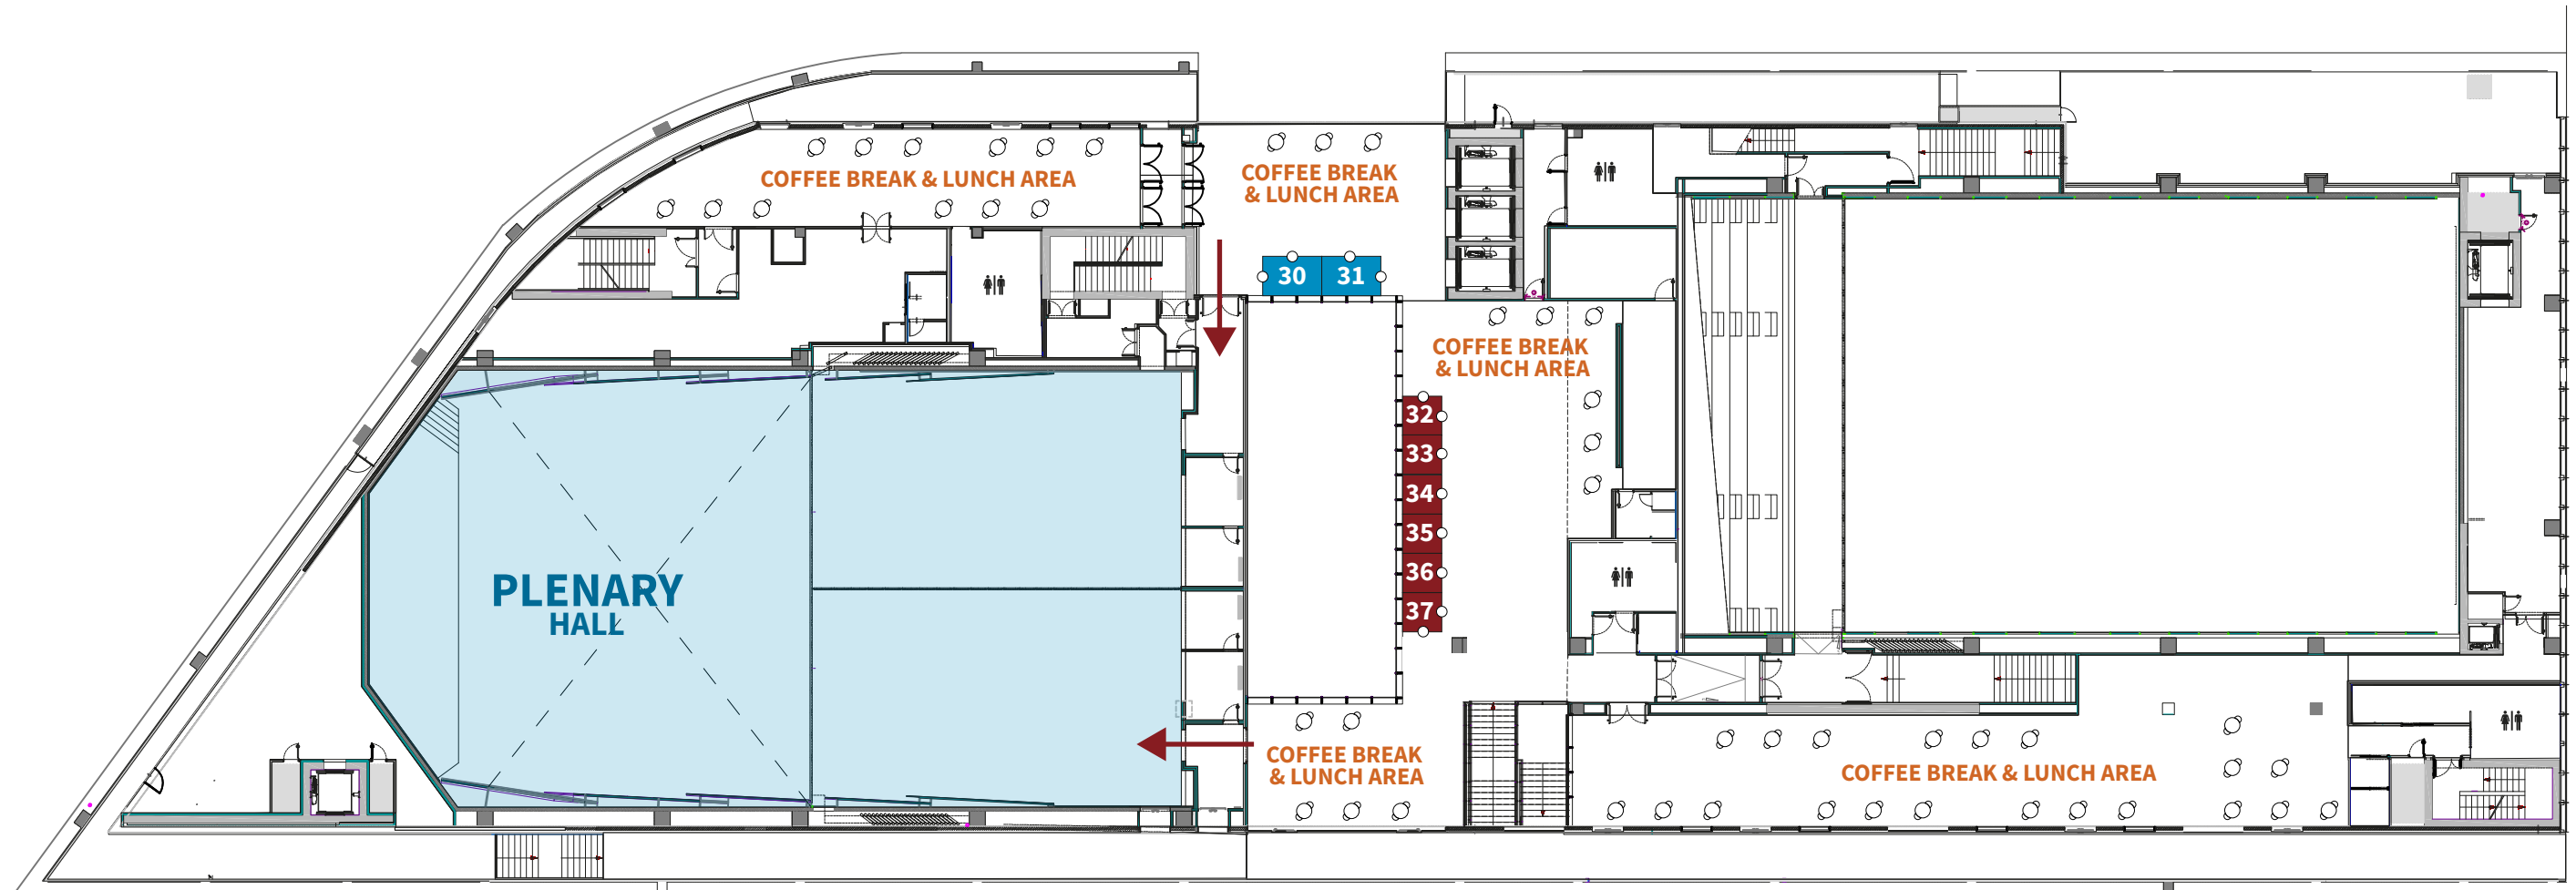 COFFEE BREAK & LUNCH AREA
COFFEE BREAK
& LUNCH AREA
30 31
COFFEE BREAK
& LUNCH AREA
32
33
34
35
36
37
PLENARY
HALL
COFFEE BREAK
& LUNCH AREA
COFFEE BREAK & LUNCH AREA